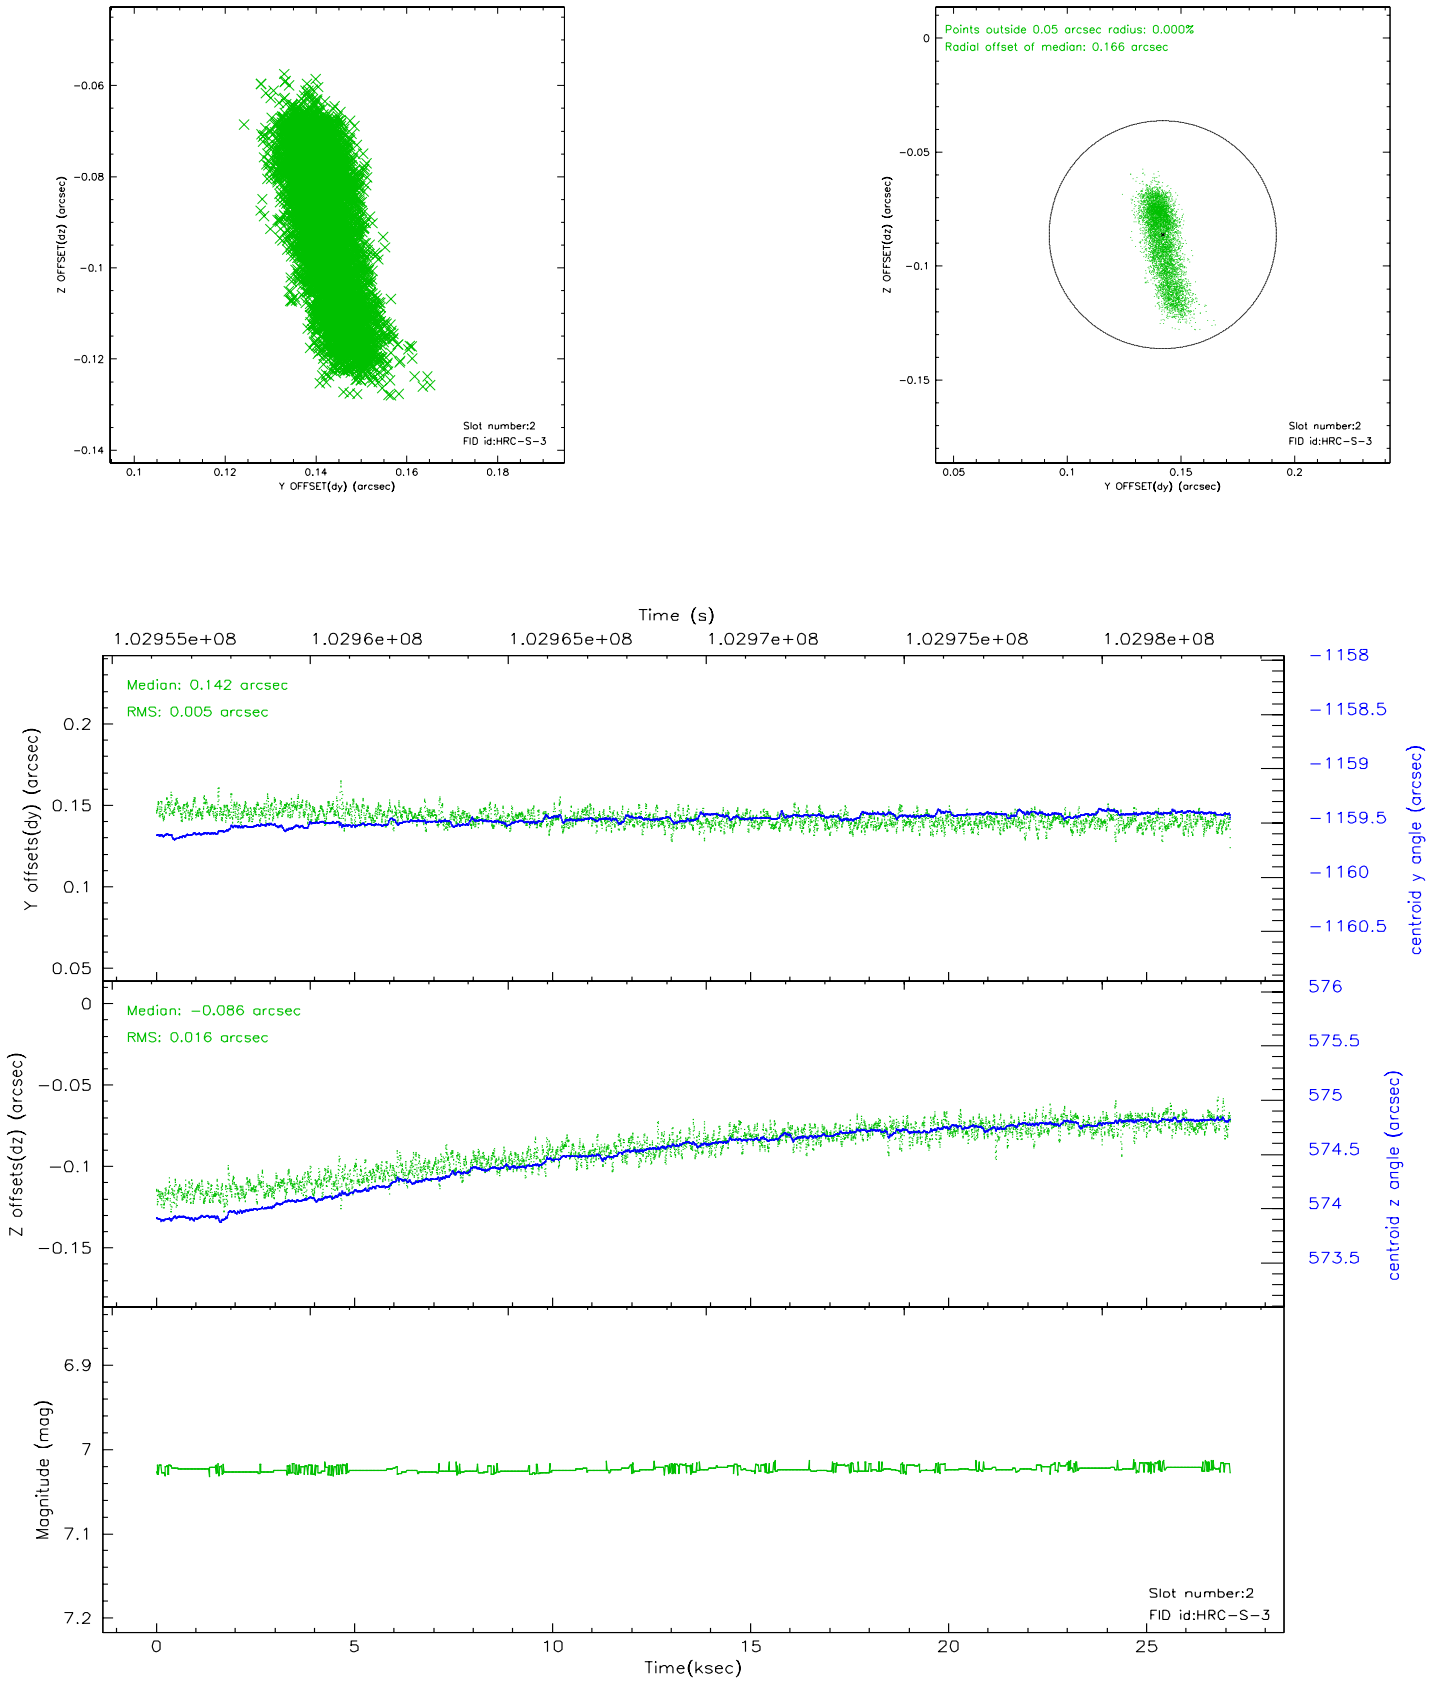 −0.06
−0.08
−0.1
−0.12
−0.14
Z OFFSET(dz) (arcsec)
0.1
0.12
0.14
0.16
0.18
Y OFFSET(dy) (arcsec)
Slot number:2
FID id:HRC−S−3
Points outside 0.05 arcsec radius: 0.000%
Radial offset of median: 0.166 arcsec
0
−0.05
−0.1
−0.15
Z OFFSET(dz) (arcsec)
0.05
0.1
0.15
0.2
Y OFFSET(dy) (arcsec)
Slot number:2
FID id:HRC−S−3
Time (s)
1.02955e+08
1.0296e+08
1.02965e+08
1.0297e+08
1.02975e+08
1.0298e+08
Median: 0.142 arcsec
RMS: 0.005 arcsec
0.2
0.15
0.1
0.05
Y offsets(dy) (arcsec)
−1158
−1158.5
−1159
−1159.5
−1160
−1160.5
centroid y angle (arcsec)
Median: −0.086 arcsec
RMS: 0.016 arcsec
0
−0.05
−0.1
−0.15
Z offsets(dz) (arcsec)
576
575.5
575
574.5
574
573.5
centroid z angle (arcsec)
6.9
7
7.1
7.2
Magnitude (mag)
Slot number:2
FID id:HRC−S−3
0
5
10
15
20
25
Time(ksec)